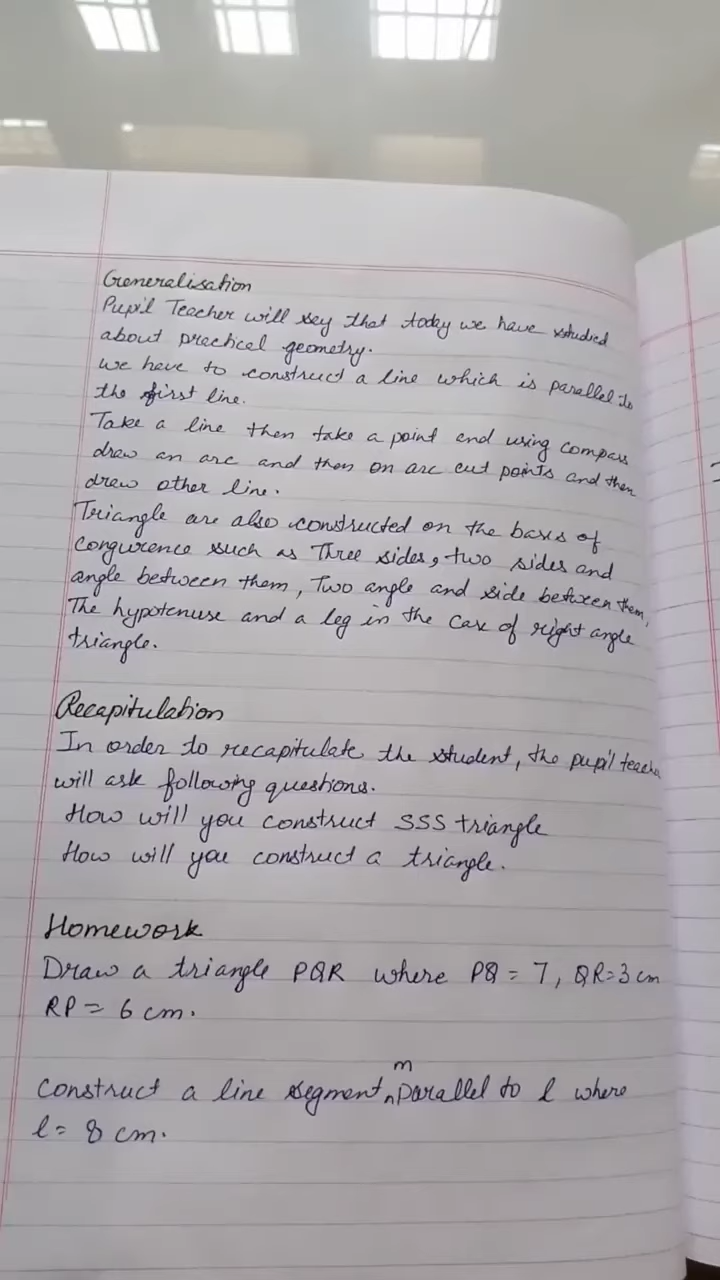 Generalisation
Pupil Teacher will sey that today we have studied
about practical geometry.
we have to construct a line which is parallel to
the first line.
Take a line then take a point and using compass
draw an arc and then on arc cut points and then
draw other line.
Triangle are also constructed on the basis of
Congurence such as Three sides, two sides and
angle between them, Two angle and side between them,
The hypotenuse and a leg in the case of right angle
triangle.
Recapitulation
In order to recapitulate the student, the pupil teacher
will ask following questions.
How will you construct SSS triangle
How will you construct a triangle.
Homework
Draw a triangle PQR where PQ = 7, QR=3 cm
RP = 6 cm.
Construct a line segment m parallel to l where
l = 8 cm.